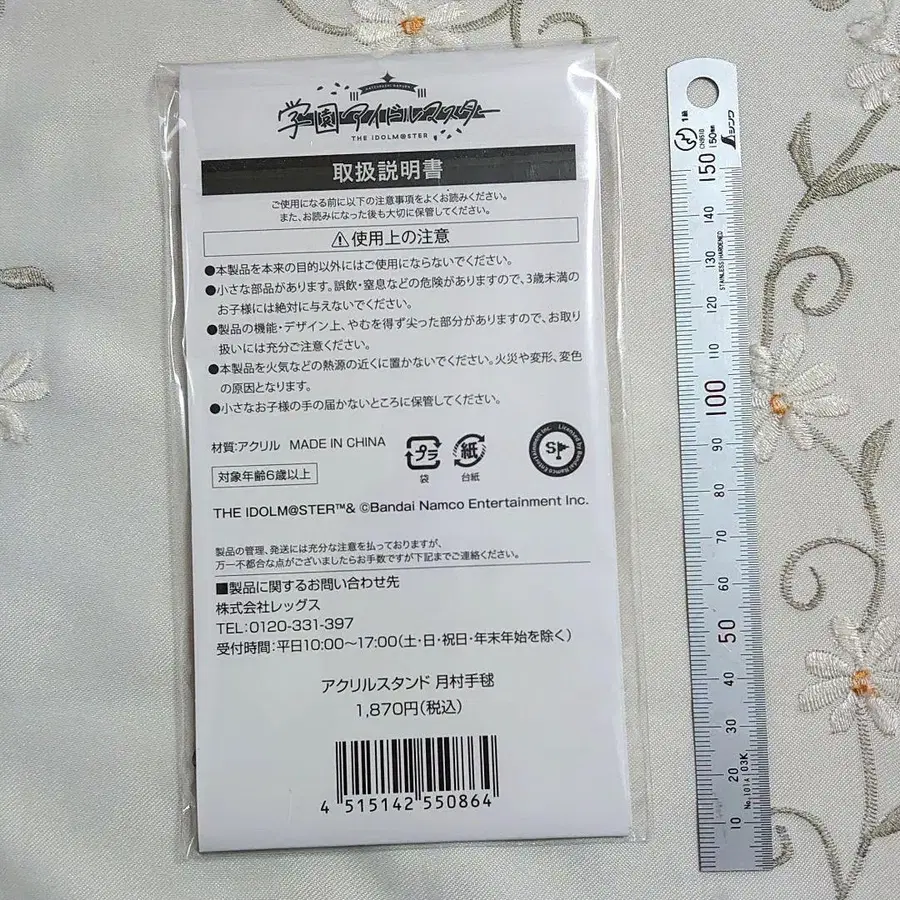 学園アイドルマスター
THE IDOLM@STER
取扱説明書
ご使用になる前に以下の注意事項をよくお読みください。
また、お読みになった後も大切に保管してください。
⚠使用上の注意
●本製品を本来の目的以外にはご使用にならないでください。
●小さな部品があります。誤飲・窒息などの危険がありますので、3歳未満の
お子様には絶対に与えないでください。
●製品の機能・デザイン上、やむを得ず尖った部分がありますので、お取り
扱いには充分ご注意ください。
●本製品を火気などの熱源の近くに置かないでください。火災や変形、変色
の原因となります。
●小さなお子様の手の届かないところに保管してください。
材質:アクリル MADE IN CHINA
対象年齢6歳以上
プラ
袋
紙
台紙
Licensed by Bandai Namco Entertainment Inc.
THE IDOLM@STER™& ©Bandai Namco Entertainment Inc.
製品の管理、発送には充分な注意を払っておりますが、
万一不都合な点がございましたらお手数ですが下記までご連絡ください。
■製品に関するお問い合わせ先
株式会社レッグス
TEL:0120-331-397
受付時間:平日10:00〜17:00(土・日・祝日・年末年始を除く)
アクリルスタンド 月村手毬
1,870円(税込)
4 515142 550864
シンワ
1級
150mm
150
140
130
120
110
100
90
80
70
60
50
40
30
20
10
STAINLESS HARDENED
No.101A 03K